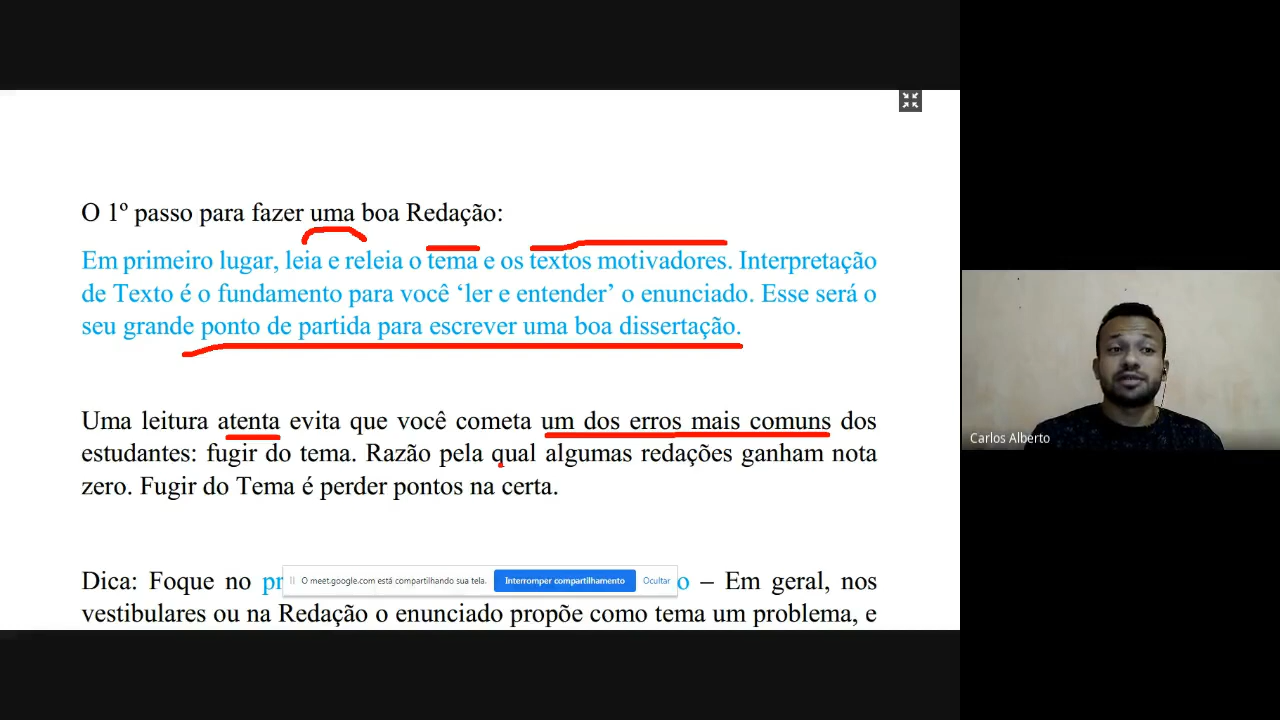 O 1º passo para fazer uma boa Redação:
Em primeiro lugar, leia e releia o tema e os textos motivadores. Interpretação
de Texto é o fundamento para você ‘ler e entender’ o enunciado. Esse será o
seu grande ponto de partida para escrever uma boa dissertação.
Uma leitura atenta evita que você cometa um dos erros mais comuns dos
estudantes: fugir do tema. Razão pela qual algumas redações ganham nota
zero. Fugir do Tema é perder pontos na certa.
Dica: Foque no pr o – Em geral, nos
O meet.google.com está compartilhando sua tela. Interromper compartilhamento Ocultar
vestibulares ou na Redação o enunciado propõe como tema um problema, e
Carlos Alberto